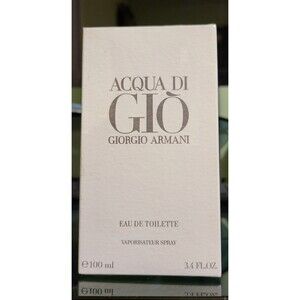 ACQUA DI
GIÒ
GIORGIO ARMANI
EAU DE TOILETTE
VAPORISATEUR SPRAY
℮100 ml 3.4 FL.OZ.